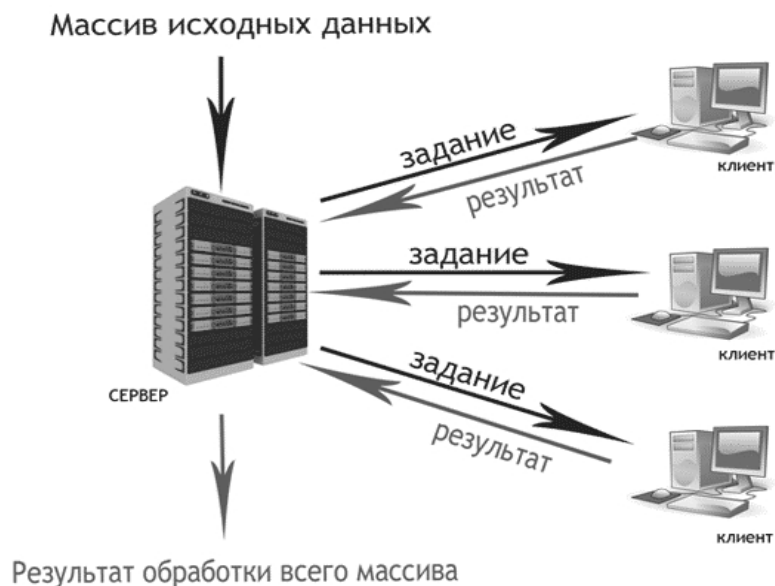 Массив исходных данных
задание
результат
клиент
задание
результат
клиент
СЕРВЕР
задание
результат
клиент
Результат обработки всего массива